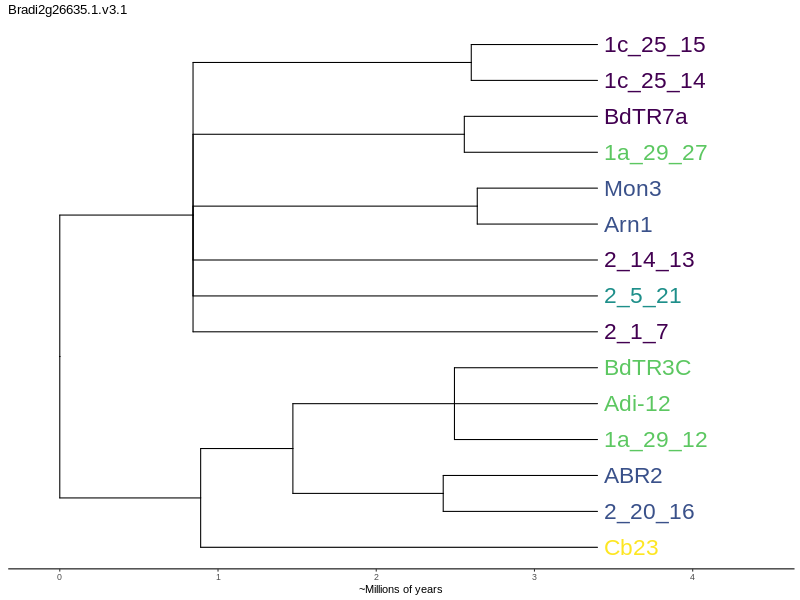 Bradi2g26635.1.v3.1
1c_25_15
1c_25_14
BdTR7a
1a_29_27
Mon3
Arn1
2_14_13
2_5_21
2_1_7
BdTR3C
Adi-12
1a_29_12
ABR2
2_20_16
Cb23
0 1 2 3 4
~Millions of years